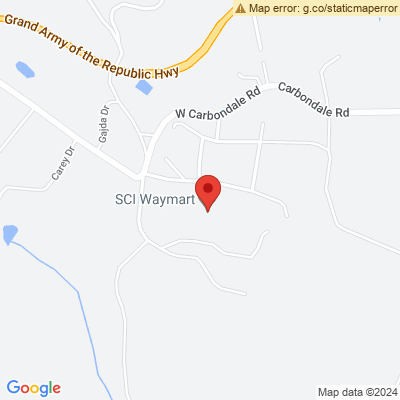 Map error: g.co/staticmaperror
Grand Army of the Republic Hwy
W Carbondale Rd
Carbondale Rd
Gajda Dr
Carey Dr
SCI Waymart
Google
Map data ©2024